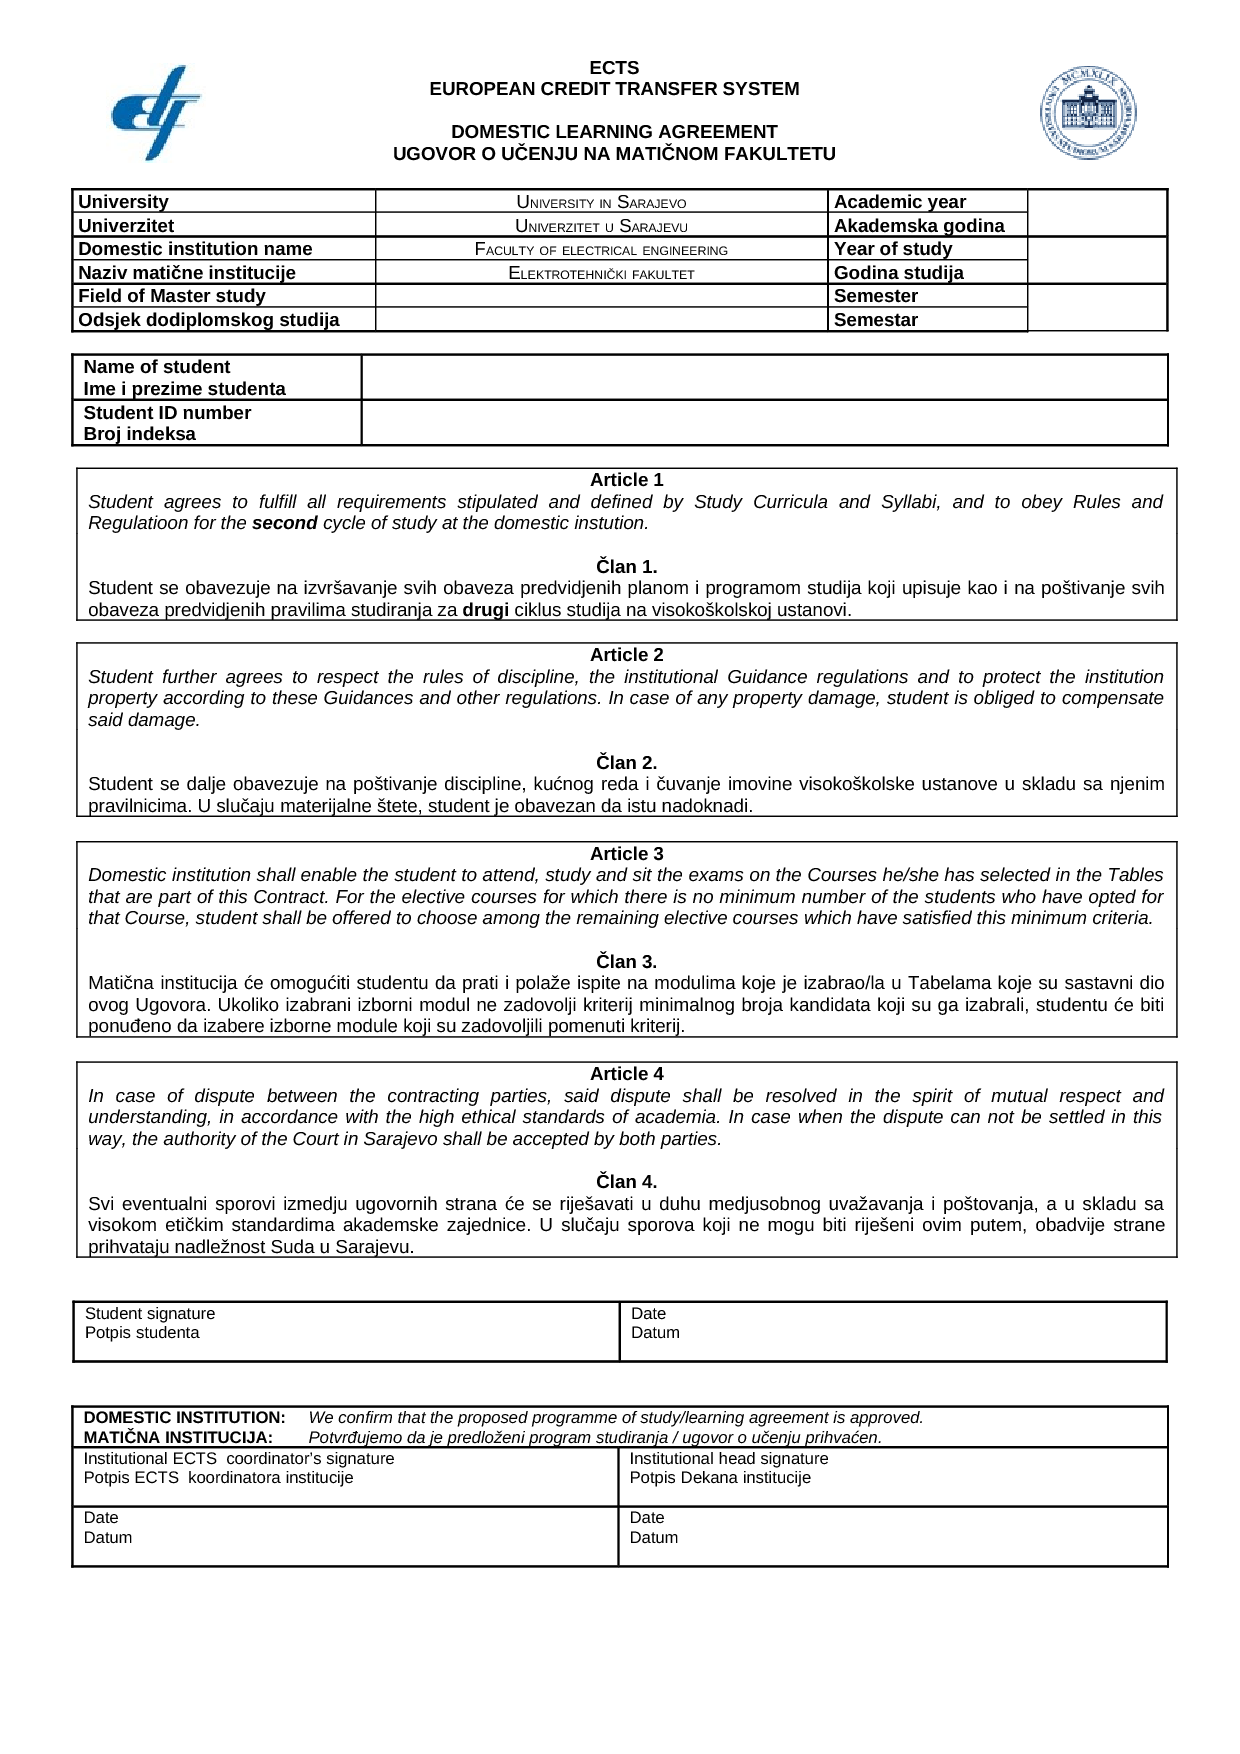 ECTS
EUROPEAN CREDIT TRANSFER SYSTEM
DOMESTIC LEARNING AGREEMENT
UGOVOR O UČENJU NA MATIČNOM FAKULTETU
MCMXLIX
University University in Sarajevo Academic year
Univerzitet Univerzitet u Sarajevu Akademska godina
Domestic institution name Faculty of electrical engineering Year of study
Naziv matične institucije Elektrotehnički fakultet Godina studija
Field of Master study Semester
Odsjek dodiplomskog studija Semestar
Name of student
Ime i prezime studenta
Student ID number
Broj indeksa
Article 1
Student agrees to fulfill all requirements stipulated and defined by Study Curricula and Syllabi, and to obey Rules and
Regulatioon for the second cycle of study at the domestic instution.
Član 1.
Student se obavezuje na izvršavanje svih obaveza predvidjenih planom i programom studija koji upisuje kao i na poštivanje svih
obaveza predvidjenih pravilima studiranja za drugi ciklus studija na visokoškolskoj ustanovi.
Article 2
Student further agrees to respect the rules of discipline, the institutional Guidance regulations and to protect the institution
property according to these Guidances and other regulations. In case of any property damage, student is obliged to compensate
said damage.
Član 2.
Student se dalje obavezuje na poštivanje discipline, kućnog reda i čuvanje imovine visokoškolske ustanove u skladu sa njenim
pravilnicima. U slučaju materijalne štete, student je obavezan da istu nadoknadi.
Article 3
Domestic institution shall enable the student to attend, study and sit the exams on the Courses he/she has selected in the Tables
that are part of this Contract. For the elective courses for which there is no minimum number of the students who have opted for
that Course, student shall be offered to choose among the remaining elective courses which have satisfied this minimum criteria.
Član 3.
Matična institucija će omogućiti studentu da prati i polaže ispite na modulima koje je izabrao/la u Tabelama koje su sastavni dio
ovog Ugovora. Ukoliko izabrani izborni modul ne zadovolji kriterij minimalnog broja kandidata koji su ga izabrali, studentu će biti
ponuđeno da izabere izborne module koji su zadovoljili pomenuti kriterij.
Article 4
In case of dispute between the contracting parties, said dispute shall be resolved in the spirit of mutual respect and
understanding, in accordance with the high ethical standards of academia. In case when the dispute can not be settled in this
way, the authority of the Court in Sarajevo shall be accepted by both parties.
Član 4.
Svi eventualni sporovi izmedju ugovornih strana će se riješavati u duhu medjusobnog uvažavanja i poštovanja, a u skladu sa
visokom etičkim standardima akademske zajednice. U slučaju sporova koji ne mogu biti riješeni ovim putem, obadvije strane
prihvataju nadležnost Suda u Sarajevu.
Student signature Date
Potpis studenta Datum
DOMESTIC INSTITUTION: We confirm that the proposed programme of study/learning agreement is approved.
MATIČNA INSTITUCIJA: Potvrđujemo da je predloženi program studiranja / ugovor o učenju prihvaćen.
Institutional ECTS coordinator's signature Institutional head signature
Potpis ECTS koordinatora institucije Potpis Dekana institucije
Date Date
Datum Datum